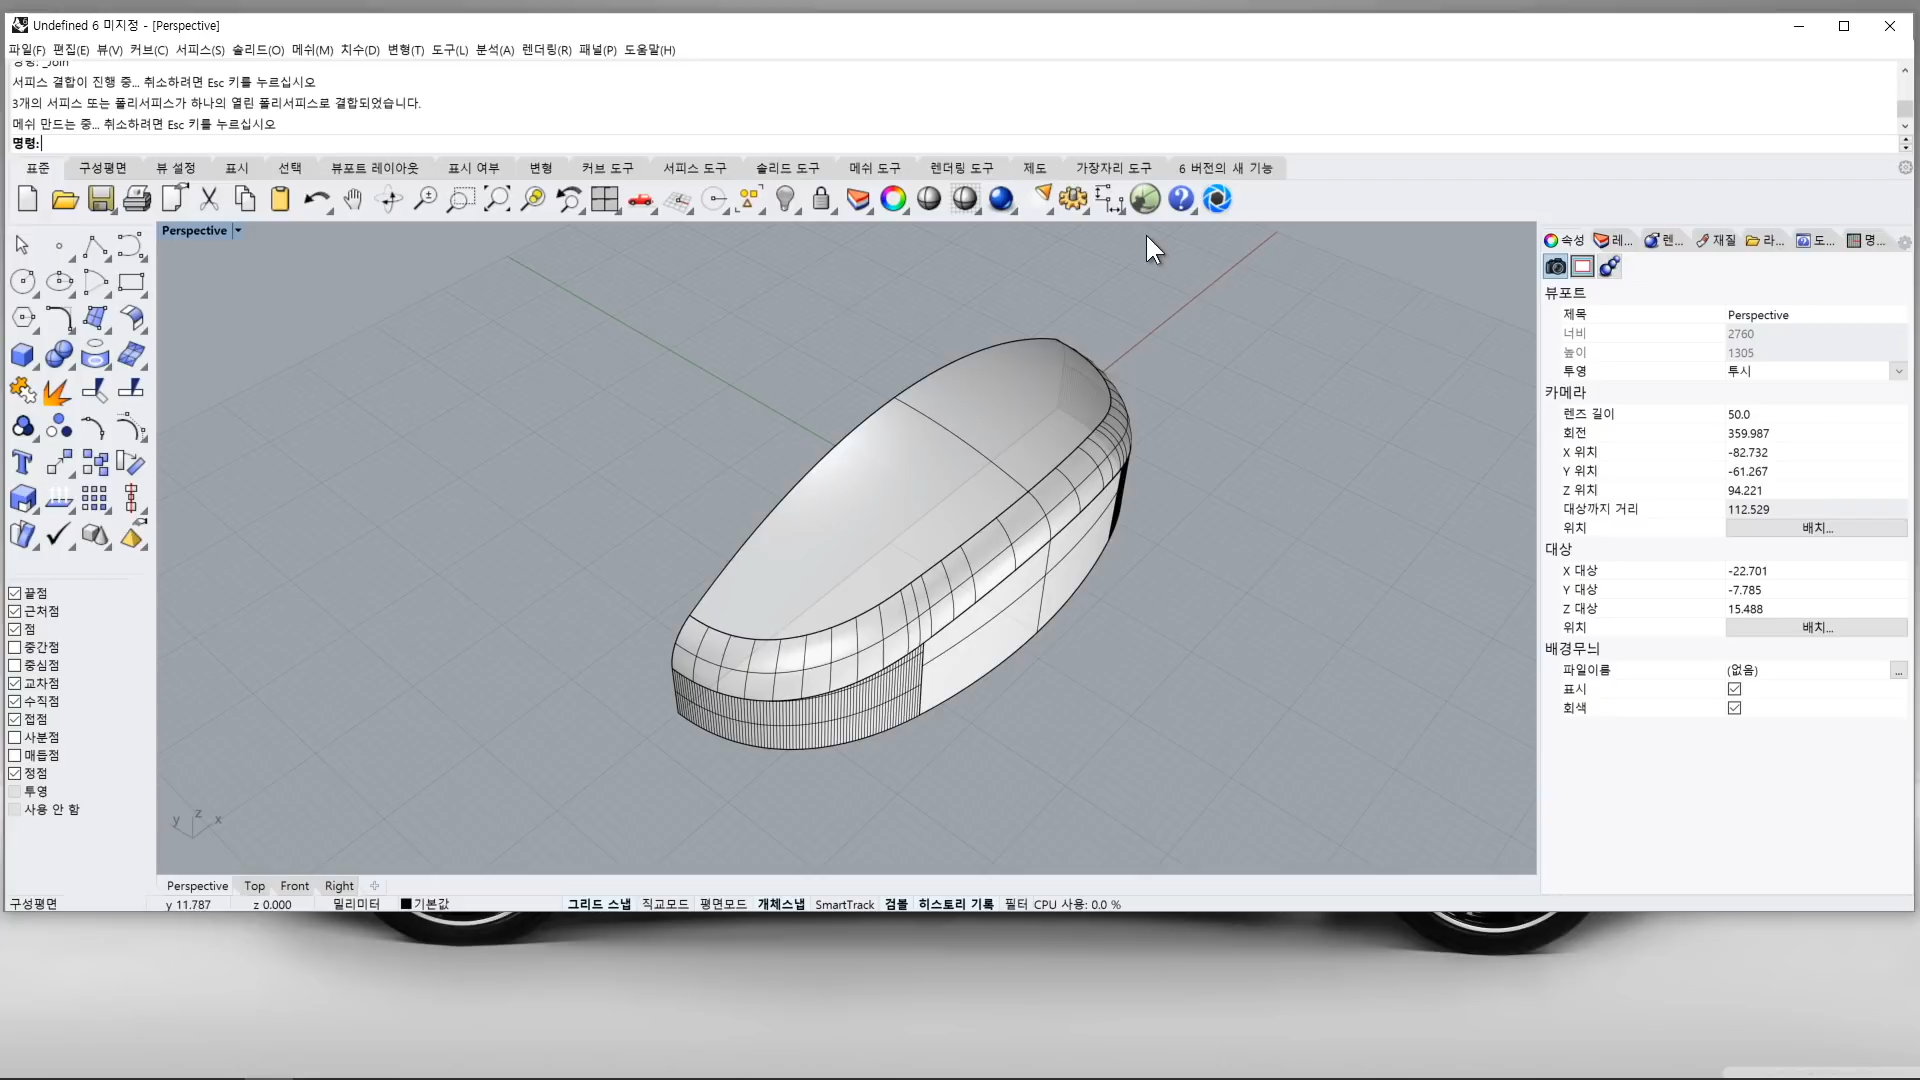 Undefined 6 미지정 - [Perspective]
파일(F) 편집(E) 뷰(V) 커브(C) 서피스(S) 솔리드(O) 메쉬(M) 치수(D) 변형(T) 도구(L) 분석(A) 렌더링(R) 패널(P) 도움말(H)
명령: _Join
서피스 결합이 진행 중... 취소하려면 Esc 키를 누르십시오
3개의 서피스 또는 폴리서피스가 하나의 열린 폴리서피스로 결합되었습니다.
메쉬 만드는 중... 취소하려면 Esc 키를 누르십시오
명령:
표준 구성평면 뷰 설정 표시 선택 뷰포트 레이아웃 표시 여부 변형 커브 도구 서피스 도구 솔리드 도구 메쉬 도구 렌더링 도구 제도 가장자리 도구 6 버전의 새 기능
Perspective
속성 레... 렌... 재질 라... 도... 명...
뷰포트
제목 Perspective
너비 2760
높이 1305
투영 투시
카메라
렌즈 길이 50.0
회전 359.987
X 위치 -82.732
Y 위치 -61.267
Z 위치 94.221
대상까지 거리 112.529
위치 배치...
대상
X 대상 -22.701
Y 대상 -7.785
Z 대상 15.488
위치 배치...
배경무늬
파일이름 (없음) ...
표시
회색
끝점
근처점
점
중간점
중심점
교차점
수직점
접점
사분점
매듭점
정점
투영
사용 안 함
y z x
Perspective Top Front Right
구성평면 y 11.787 z 0.000 밀리미터 기본값 그리드 스냅 직교모드 평면모드 개체스냅 SmartTrack 검볼 히스토리 기록 필터 CPU 사용: 0.0 %